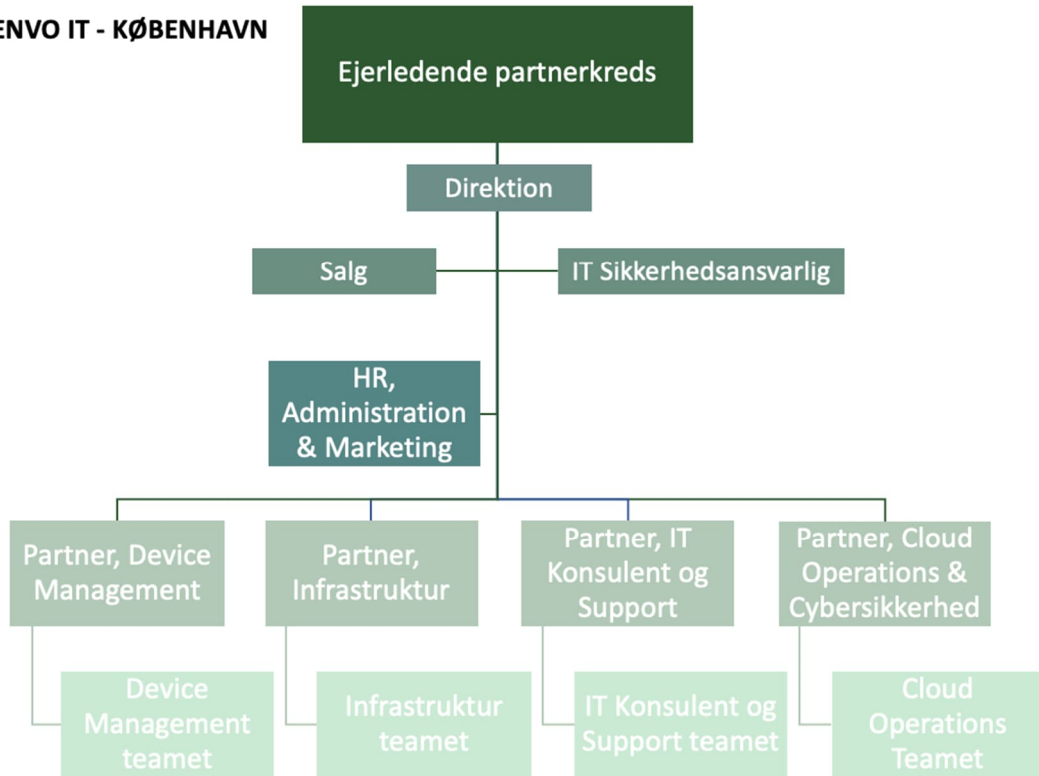 ENVO IT - KØBENHAVN
Ejerledende partnerkreds
Direktion
Salg
IT Sikkerhedsansvarlig
HR,
Administration
& Marketing
Partner, Device
Management
Partner,
Infrastruktur
Partner, IT
Konsulent og
Support
Partner, Cloud
Operations &
Cybersikkerhed
Device
Management
teamet
Infrastruktur
teamet
IT Konsulent og
Support teamet
Cloud
Operations
Teamet